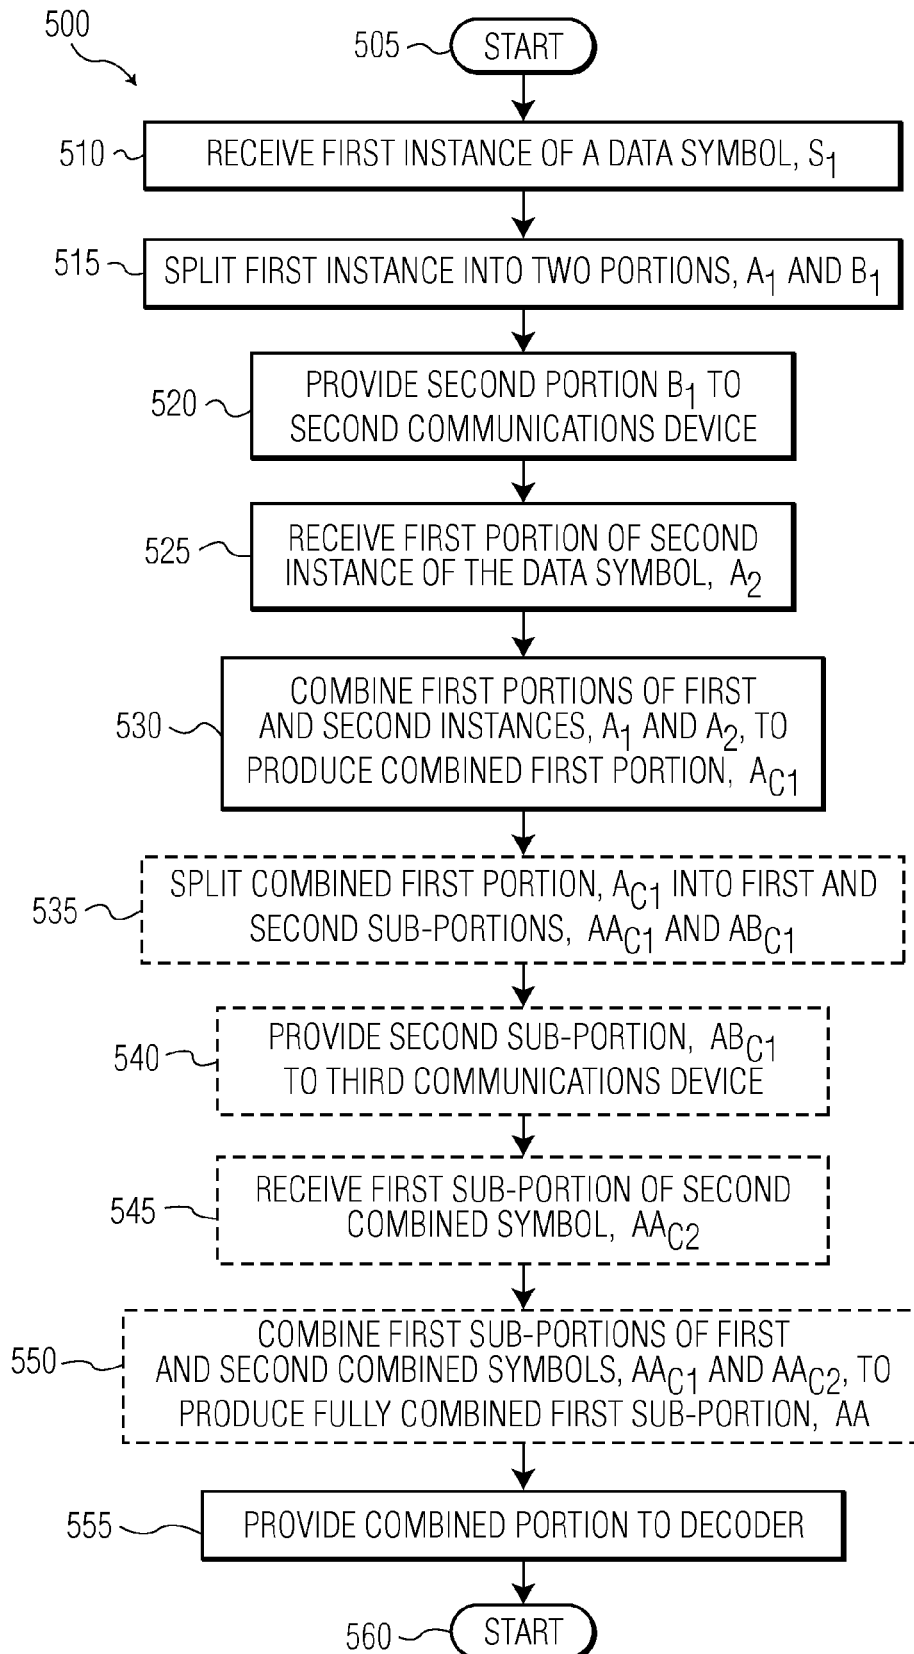 500
505
START
510
RECEIVE FIRST INSTANCE OF A DATA SYMBOL, S1
515
SPLIT FIRST INSTANCE INTO TWO PORTIONS, A1 AND B1
520
PROVIDE SECOND PORTION B1 TO
SECOND COMMUNICATIONS DEVICE
525
RECEIVE FIRST PORTION OF SECOND
INSTANCE OF THE DATA SYMBOL, A2
530
COMBINE FIRST PORTIONS OF FIRST
AND SECOND INSTANCES, A1 AND A2, TO
PRODUCE COMBINED FIRST PORTION, AC1
535
SPLIT COMBINED FIRST PORTION, AC1 INTO FIRST AND
SECOND SUB-PORTIONS, AAC1 AND ABC1
540
PROVIDE SECOND SUB-PORTION, ABC1
TO THIRD COMMUNICATIONS DEVICE
545
RECEIVE FIRST SUB-PORTION OF SECOND
COMBINED SYMBOL, AAC2
550
COMBINE FIRST SUB-PORTIONS OF FIRST
AND SECOND COMBINED SYMBOLS, AAC1 AND AAC2, TO
PRODUCE FULLY COMBINED FIRST SUB-PORTION, AA
555
PROVIDE COMBINED PORTION TO DECODER
560
START